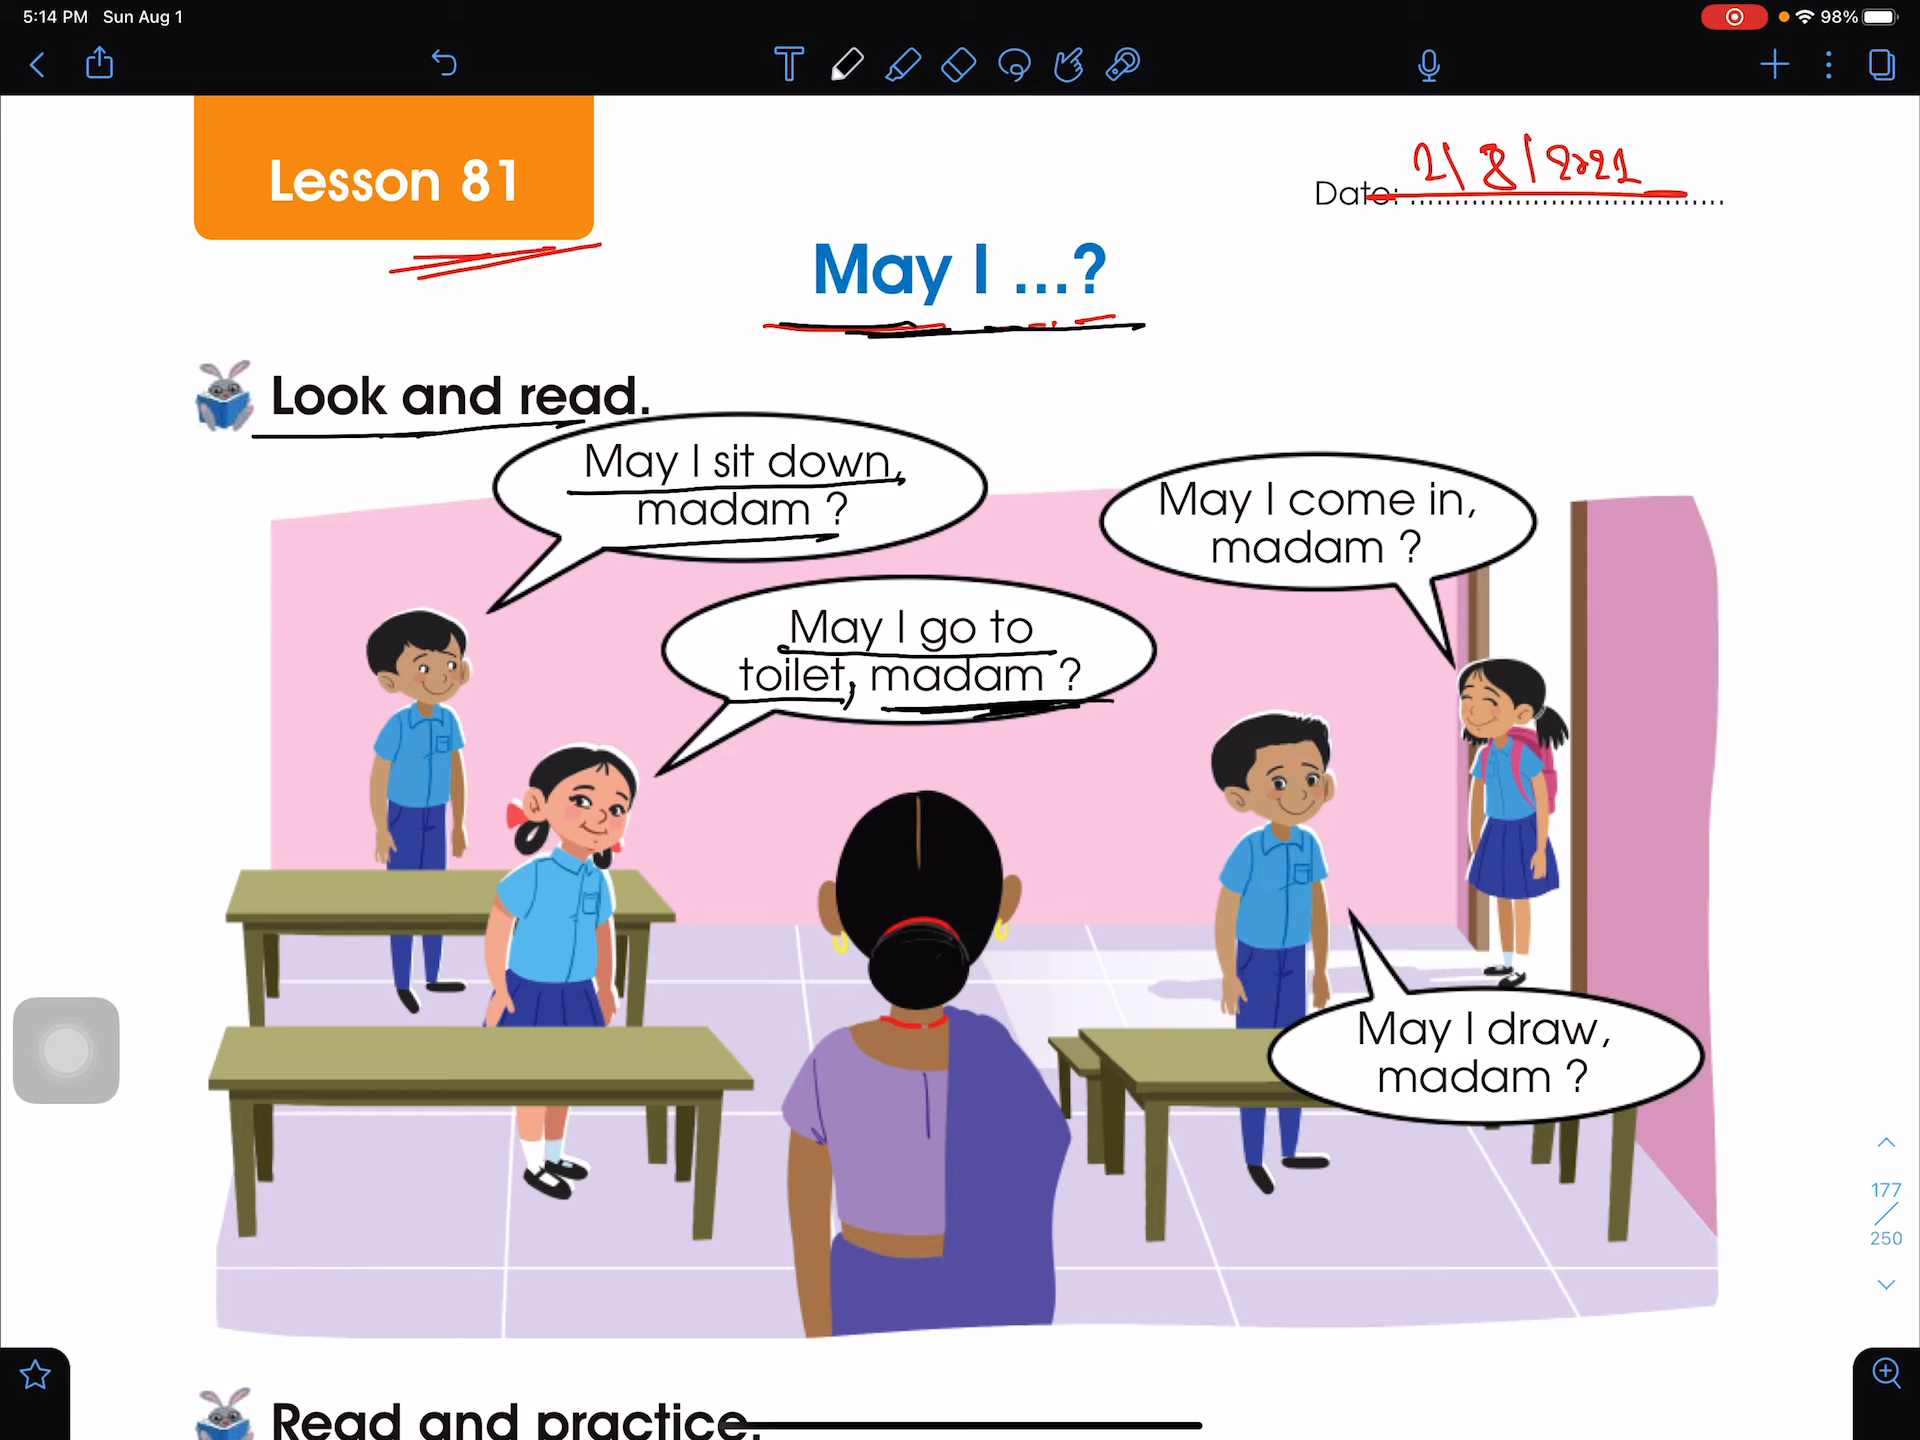 5:14 PM Sun Aug 1
98%
Lesson 81
Date: 2/8/2021
May I ...?
Look and read.
May I sit down,
madam ?
May I come in,
madam ?
May I go to
toilet, madam ?
May I draw,
madam ?
177
250
Read and practice.